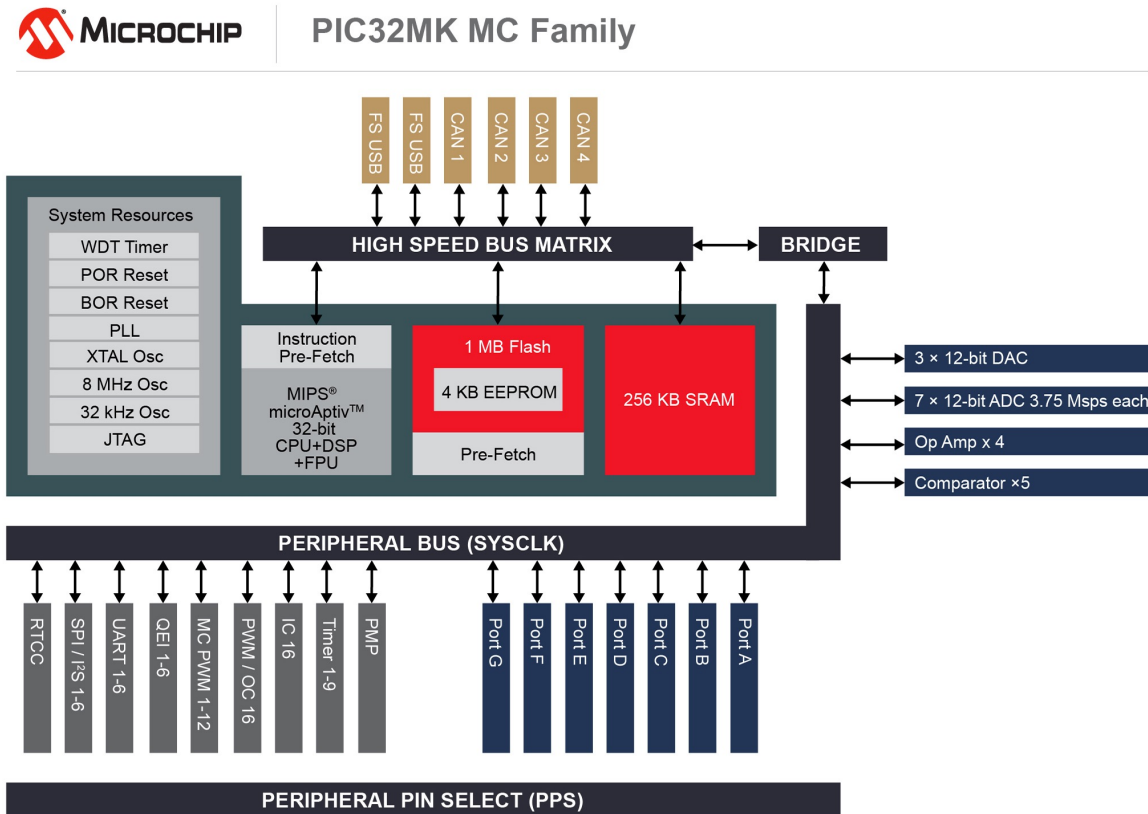 MICROCHIP
PIC32MK MC Family
FS USB
FS USB
CAN 1
CAN 2
CAN 3
CAN 4
HIGH SPEED BUS MATRIX
BRIDGE
System Resources
WDT Timer
POR Reset
BOR Reset
PLL
XTAL Osc
8 MHz Osc
32 kHz Osc
JTAG
Instruction
Pre-Fetch
MIPS®
microAptiv™
32-bit
CPU+DSP
+FPU
1 MB Flash
4 KB EEPROM
Pre-Fetch
256 KB SRAM
3 × 12-bit DAC
7 × 12-bit ADC 3.75 Msps each
Op Amp x 4
Comparator ×5
PERIPHERAL BUS (SYSCLK)
RTCC
SPI / I²S 1-6
UART 1-6
QEI 1-6
MC PWM 1-12
PWM / OC 16
IC 16
Timer 1-9
PMP
Port G
Port F
Port E
Port D
Port C
Port B
Port A
PERIPHERAL PIN SELECT (PPS)